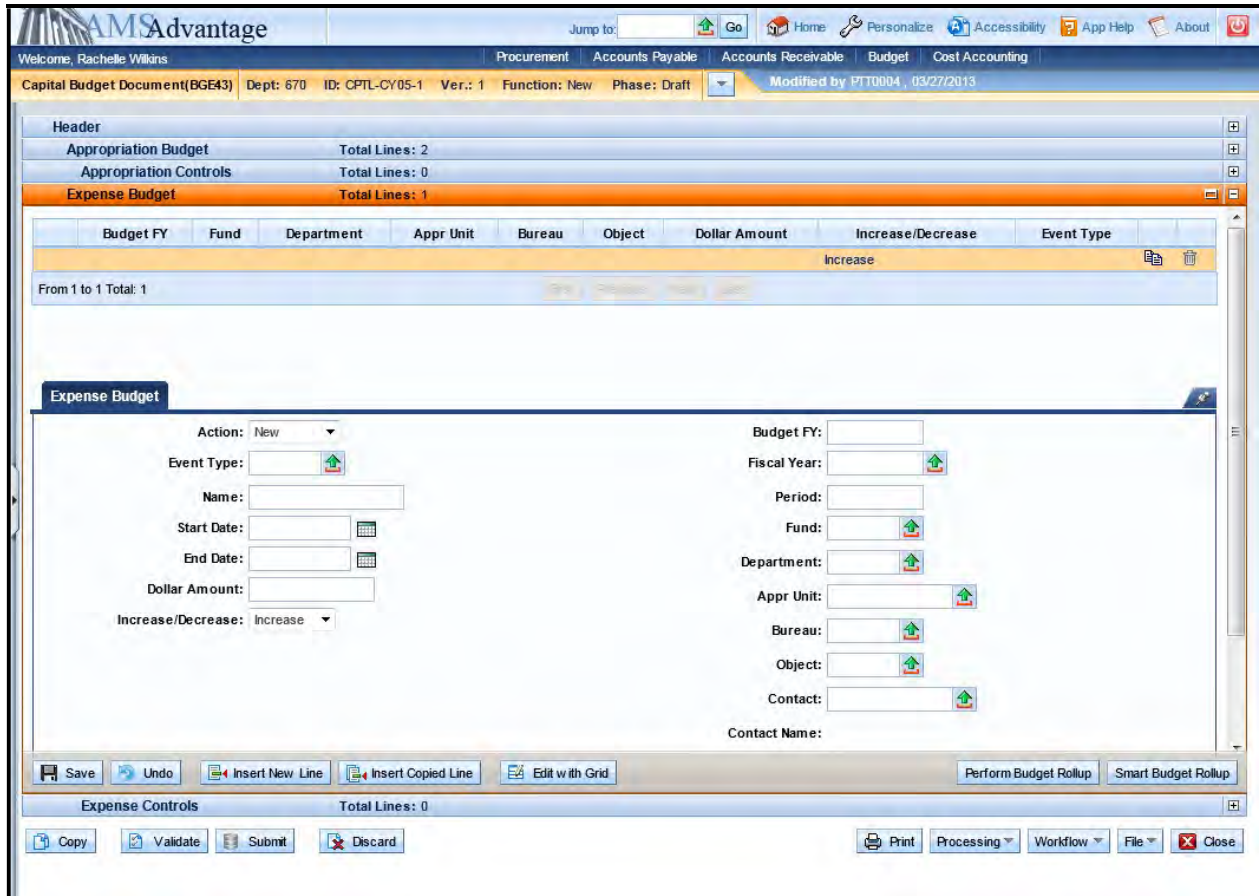 AMSAdvantage Jump to: Go Home Personalize Accessibility App Help About
Welcome, Rachelle Wilkins Procurement Accounts Payable Accounts Receivable Budget Cost Accounting
Capital Budget Document(BGE43) Dept: 670 ID: CPTL-CY05-1 Ver.: 1 Function: New Phase: Draft Modified by PTT0004 , 03/27/2013
Header
Appropriation Budget Total Lines: 2
Appropriation Controls Total Lines: 0
Expense Budget Total Lines: 1
Budget FY Fund Department Appr Unit Bureau Object Dollar Amount Increase/Decrease Event Type
Increase
From 1 to 1 Total: 1
Expense Budget
Action: New Budget FY:
Event Type: Fiscal Year:
Name: Period:
Start Date: Fund:
End Date: Department:
Dollar Amount: Appr Unit:
Increase/Decrease: Increase Bureau:
Object:
Contact:
Contact Name:
Save Undo Insert New Line Insert Copied Line Edit with Grid Perform Budget Rollup Smart Budget Rollup
Expense Controls Total Lines: 0
Copy Validate Submit Discard Print Processing Workflow File Close